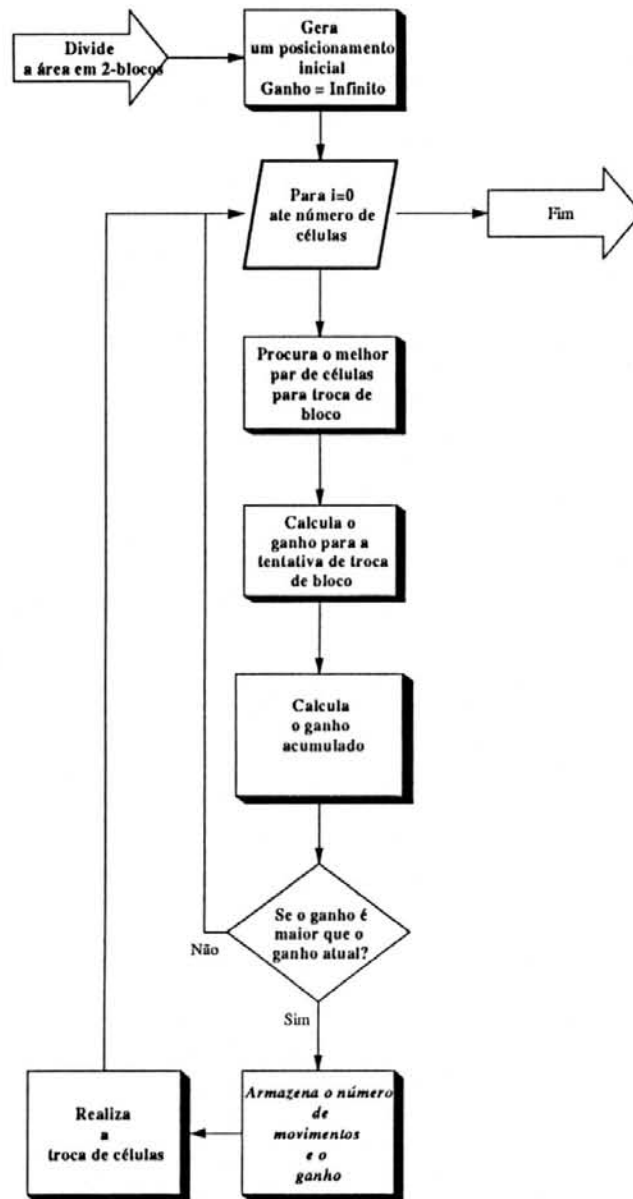 Divide
a área em 2-blocos
Gera
um posicionamento
inicial
Ganho = Infinito
Para i=0
ate número de
células
Fim
Procura o melhor
par de células
para troca de
bloco
Calcula o
ganho para a
tentativa de troca
de bloco
Calcula
o ganho
acumulado
Se o ganho é
maior que o
ganho atual?
Não
Sim
Armazena o número
de
movimentos
e o
ganho
Realiza
a
troca de células